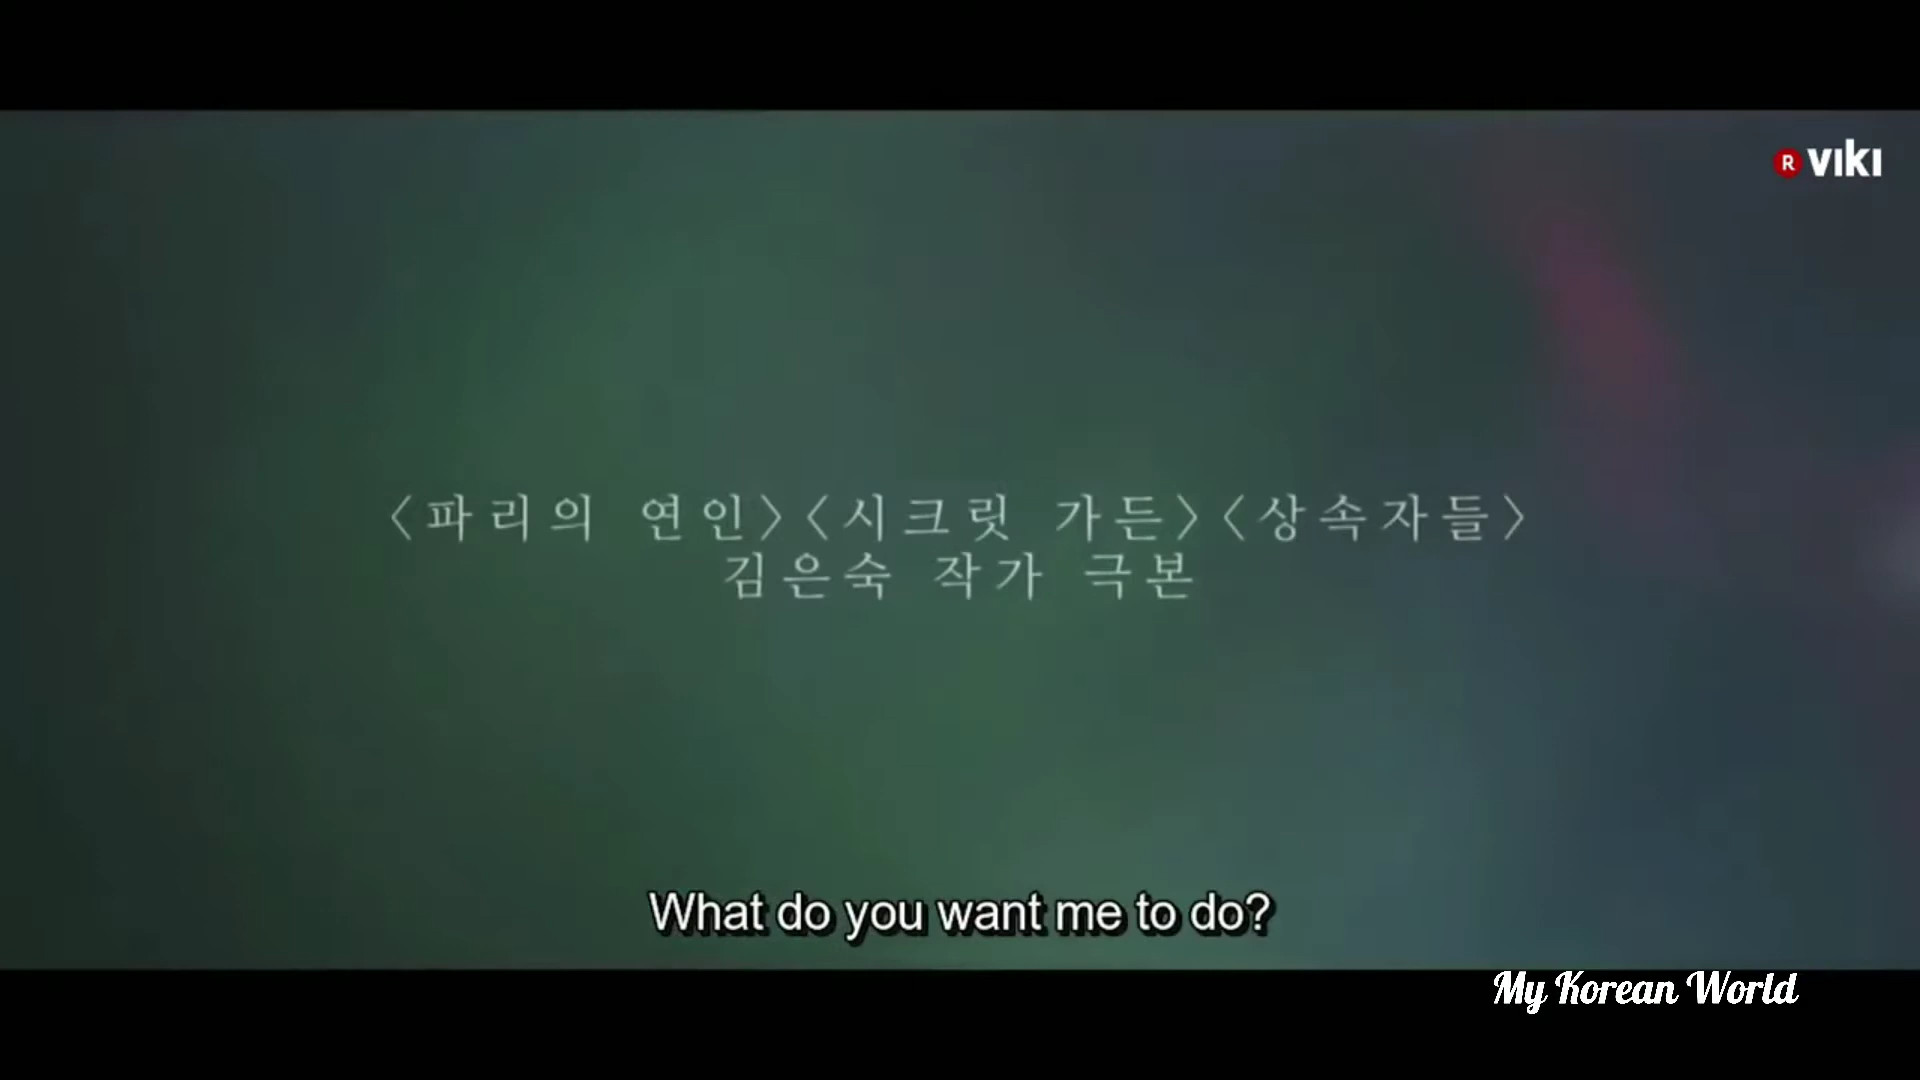 R VIKI
〈파리의 연인〉〈시크릿 가든〉〈상속자들〉
김은숙 작가 극본
What do you want me to do?
My Korean World